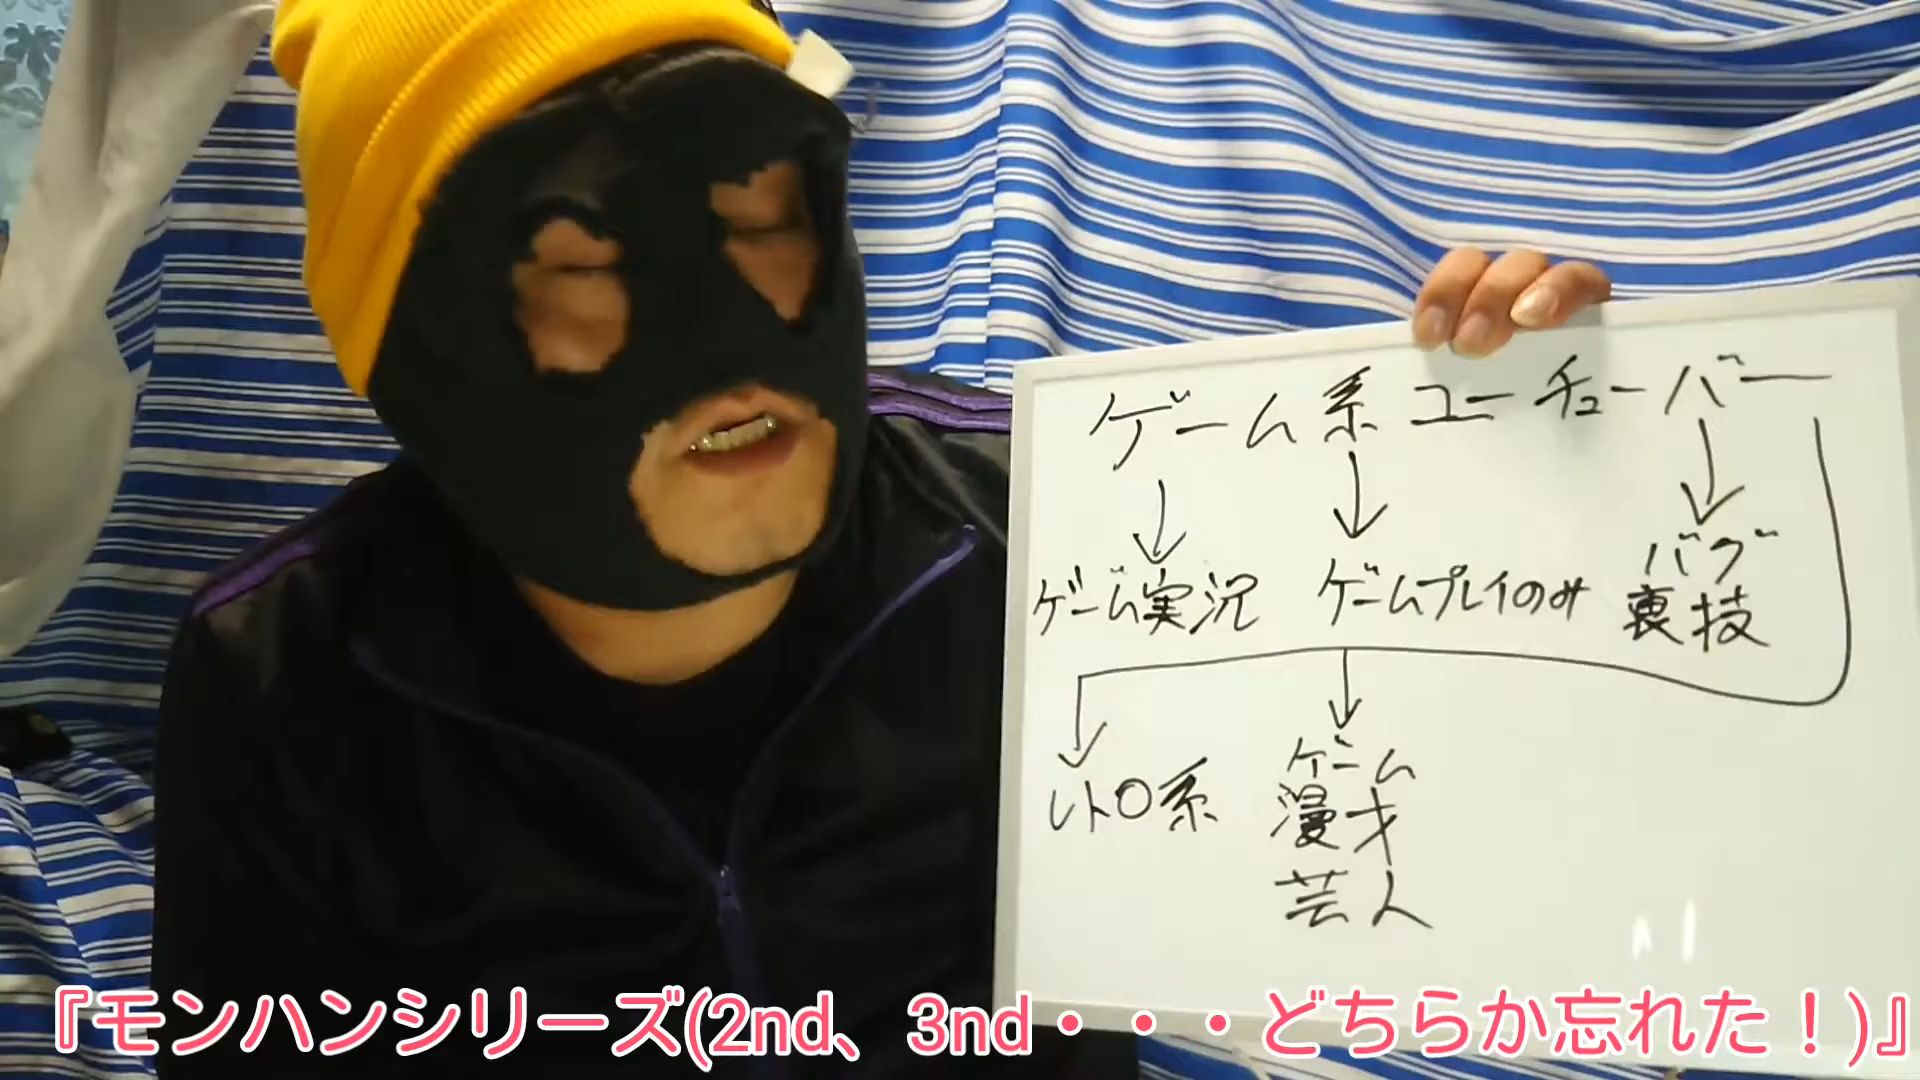 ゲーム系ユーチューバー
ゲーム実況
ゲームプレイのみ
バグ
裏技
レトロ系
ゲーム
漫才
芸人
『モンハンシリーズ(2nd、3nd・・・どちらか忘れた！)』